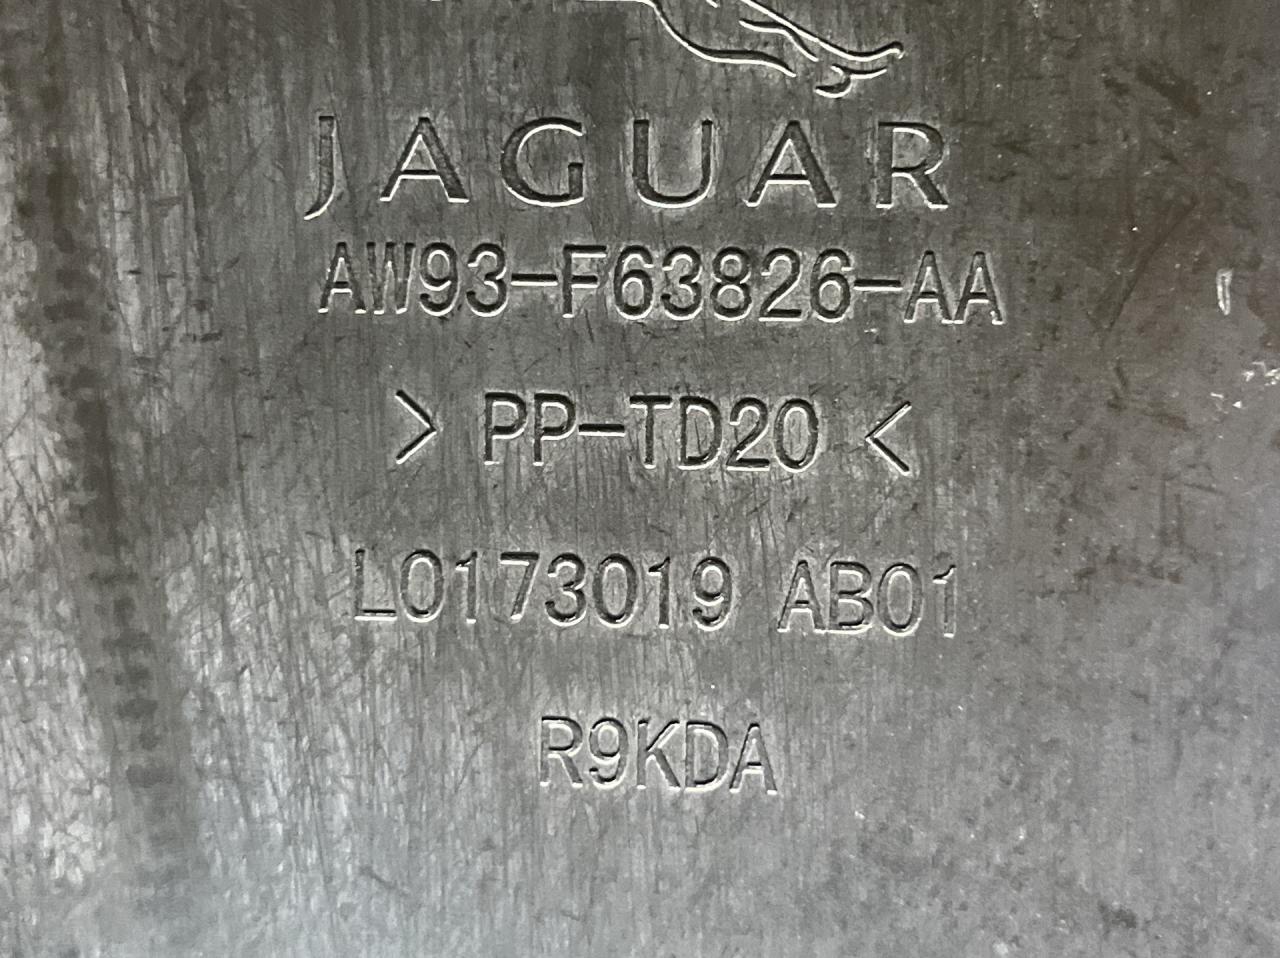 JAGUAR
AW93-F63826-AA
> PP-TD20 <
L0173019 AB01
R9KDA